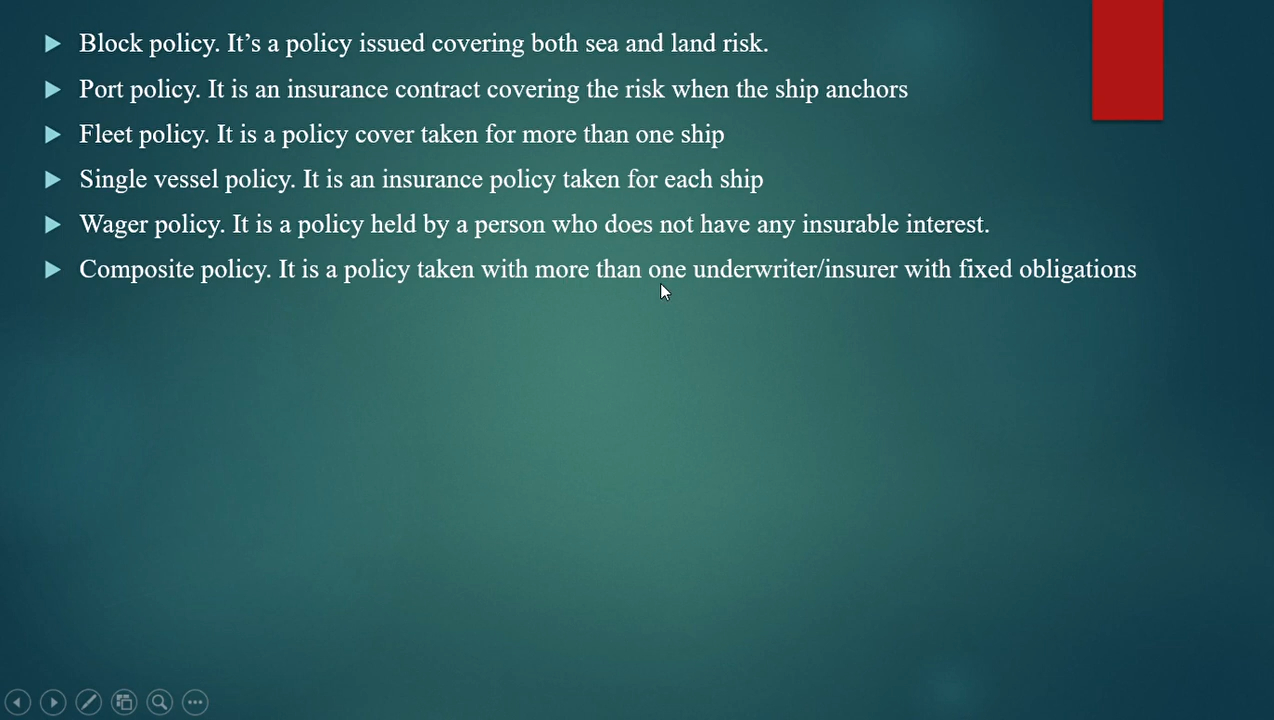 Block policy. It’s a policy issued covering both sea and land risk.
Port policy. It is an insurance contract covering the risk when the ship anchors
Fleet policy. It is a policy cover taken for more than one ship
Single vessel policy. It is an insurance policy taken for each ship
Wager policy. It is a policy held by a person who does not have any insurable interest.
Composite policy. It is a policy taken with more than one underwriter/insurer with fixed obligations